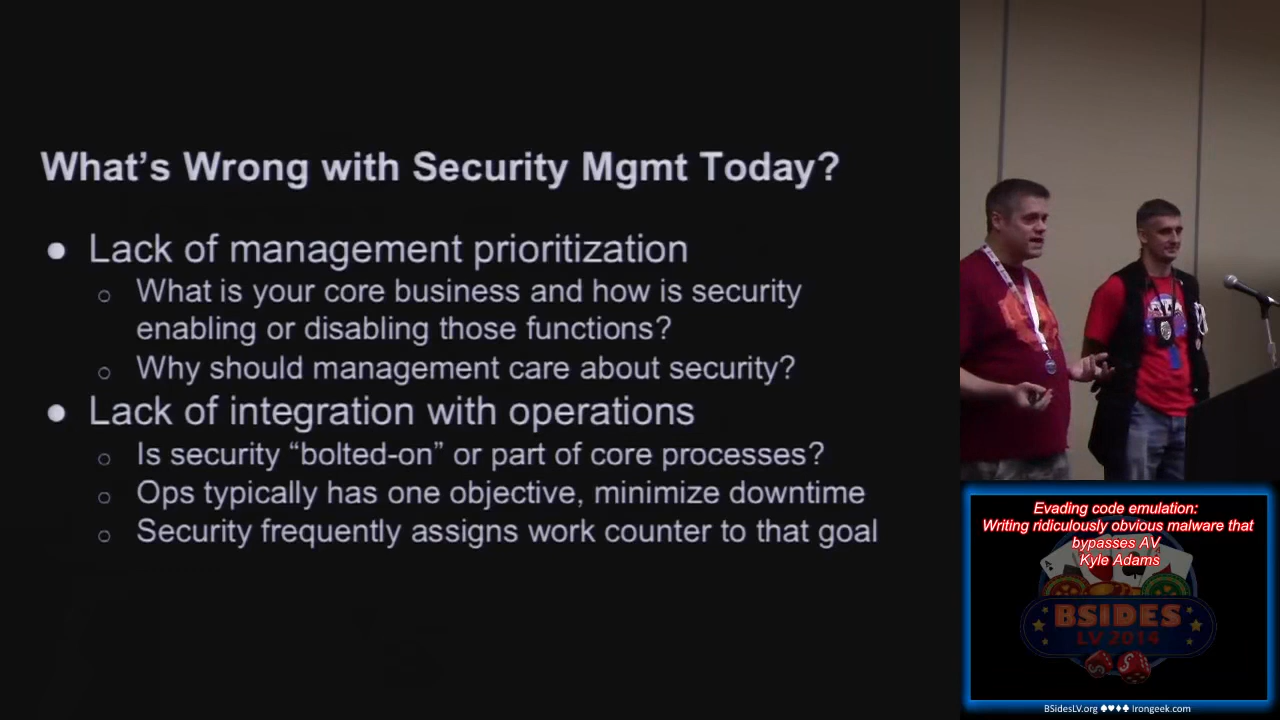 What's Wrong with Security Mgmt Today?
● Lack of management prioritization
○ What is your core business and how is security
enabling or disabling those functions?
○ Why should management care about security?
● Lack of integration with operations
○ Is security “bolted-on” or part of core processes?
○ Ops typically has one objective, minimize downtime
○ Security frequently assigns work counter to that goal
Evading code emulation:
Writing ridiculously obvious malware that
bypasses AV
Kyle Adams
BSIDES
LV 2014
BSidesLV.org ♠♥♦♣ Irongeek.com